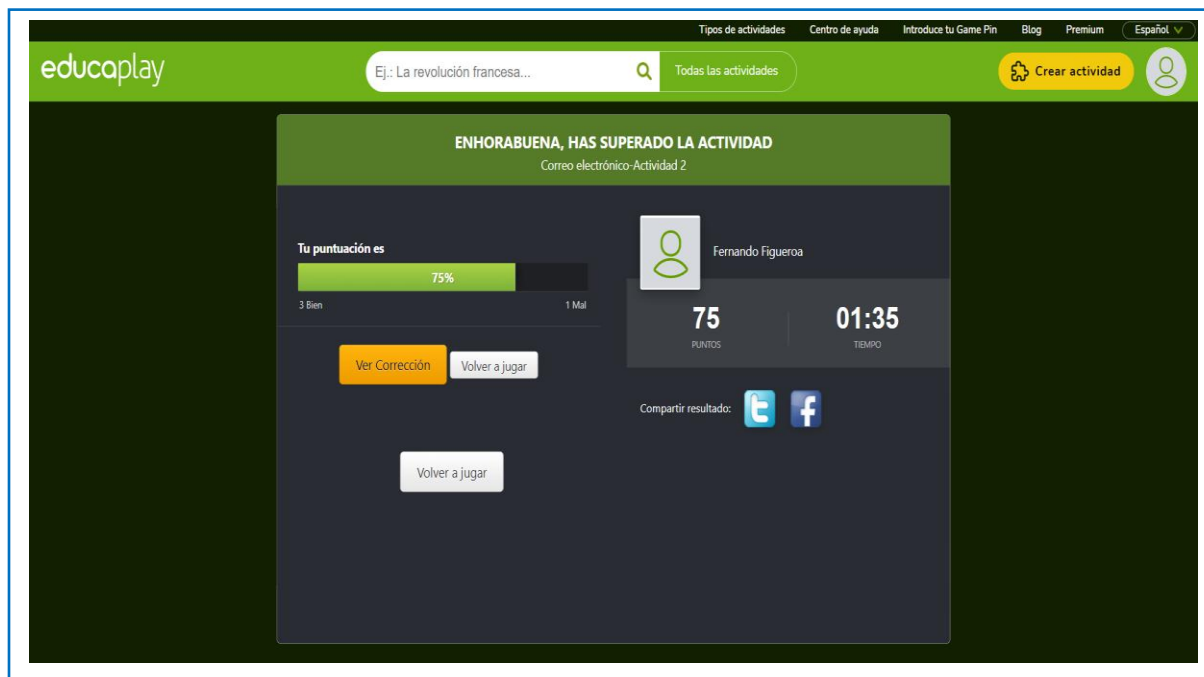 Tipos de actividades Centro de ayuda Introduce tu Game Pin Blog Premium Español
educaplay Ej.: La revolución francesa... Todas las actividades Crear actividad
ENHORABUENA, HAS SUPERADO LA ACTIVIDAD
Correo electrónico-Actividad 2
Tu puntuación es
75%
3 Bien 1 Mal
Ver Corrección Volver a jugar
Volver a jugar
Fernando Figueroa
75 01:35
PUNTOS TIEMPO
Compartir resultado: